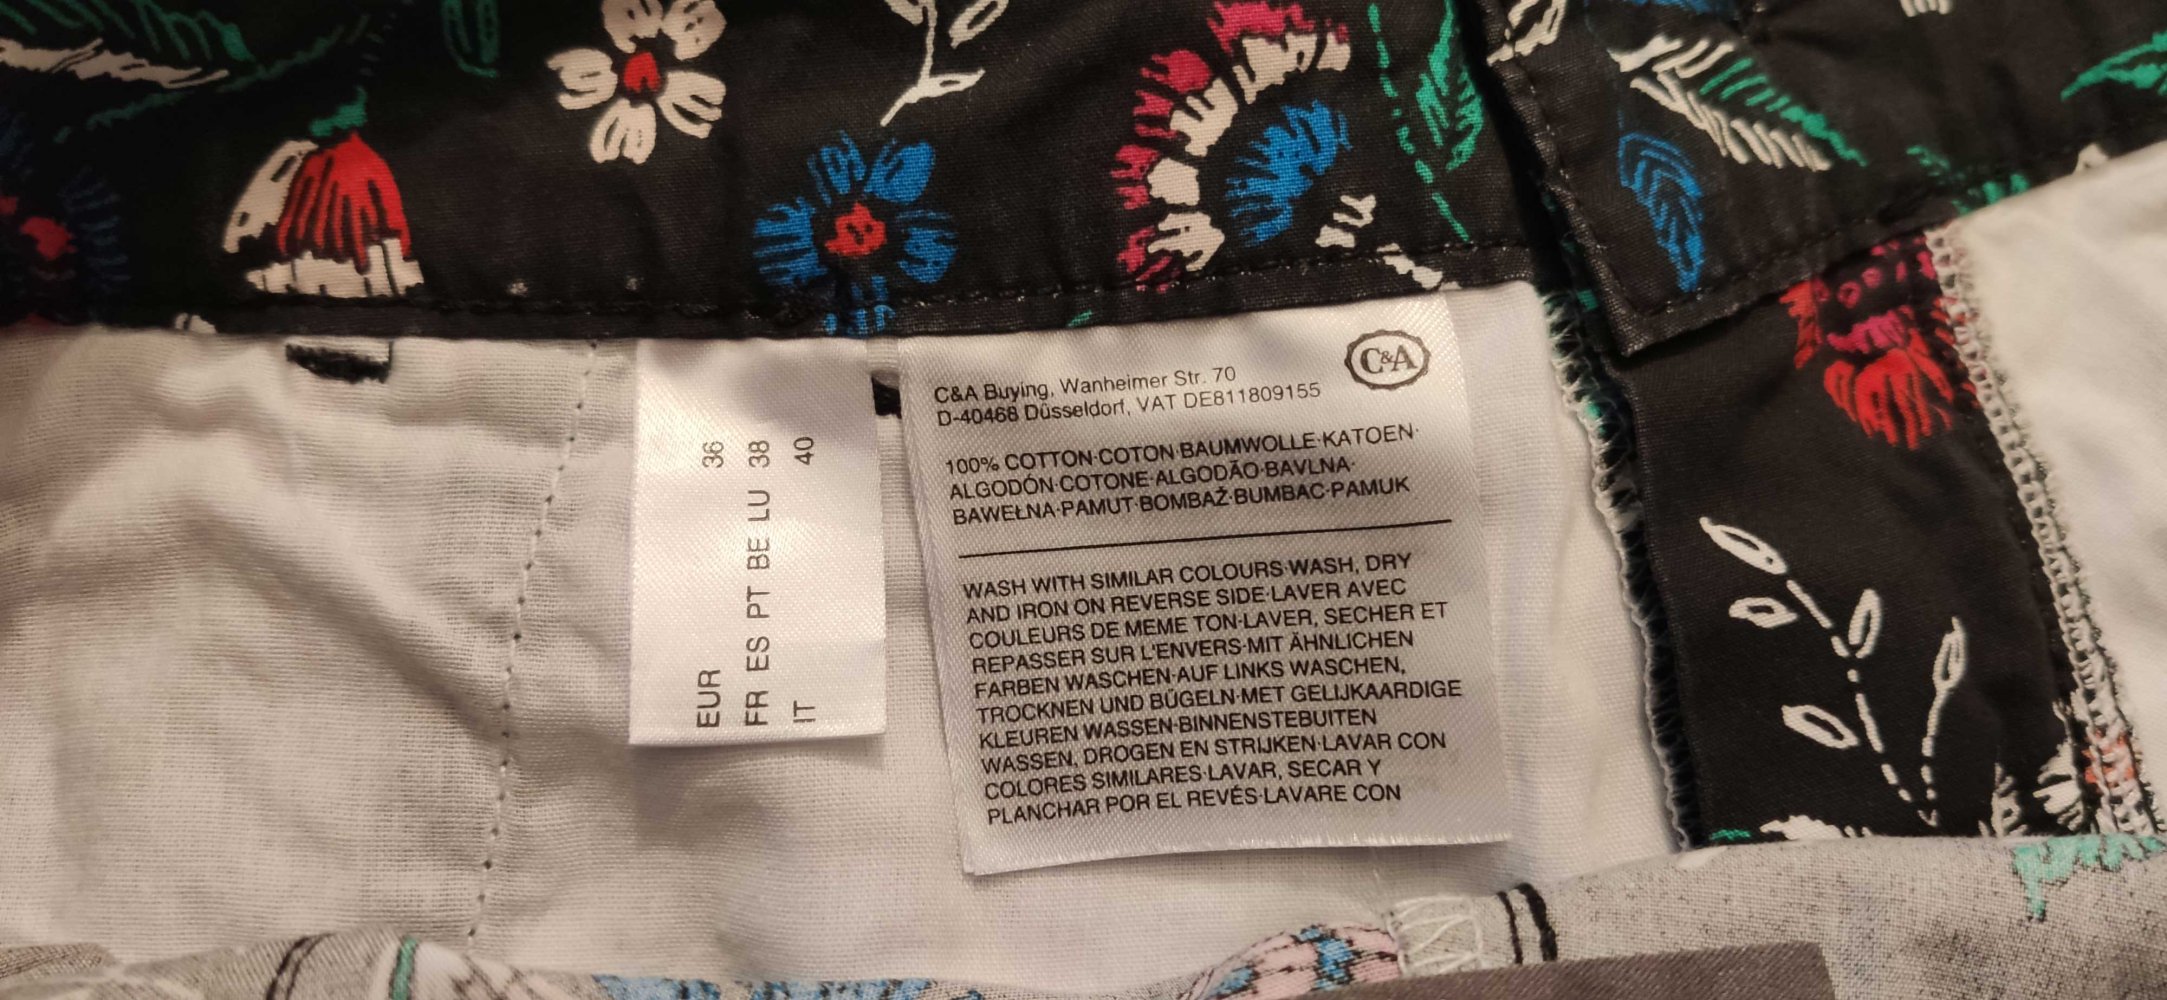 EUR 36
FR ES PT BE LU 38
IT 40
C&A Buying, Wanheimer Str. 70
D-40468 Düsseldorf, VAT DE811809155
C&A
100% COTTON·COTON·BAUMWOLLE·KATOEN·
ALGODÓN·COTONE·ALGODÃO·BAVLNA·
BAWEŁNA·PAMUT·BOMBAŽ·BUMBAC·PAMUK
WASH WITH SIMILAR COLOURS·WASH, DRY
AND IRON ON REVERSE SIDE·LAVER AVEC
COULEURS DE MEME TON·LAVER, SECHER ET
REPASSER SUR L'ENVERS·MIT ÄHNLICHEN
FARBEN WASCHEN·AUF LINKS WASCHEN,
TROCKNEN UND BÜGELN·MET GELIJKAARDIGE
KLEUREN WASSEN·BINNENSTEBUITEN
WASSEN, DROGEN EN STRIJKEN·LAVAR CON
COLORES SIMILARES·LAVAR, SECAR Y
PLANCHAR POR EL REVÉS·LAVARE CON